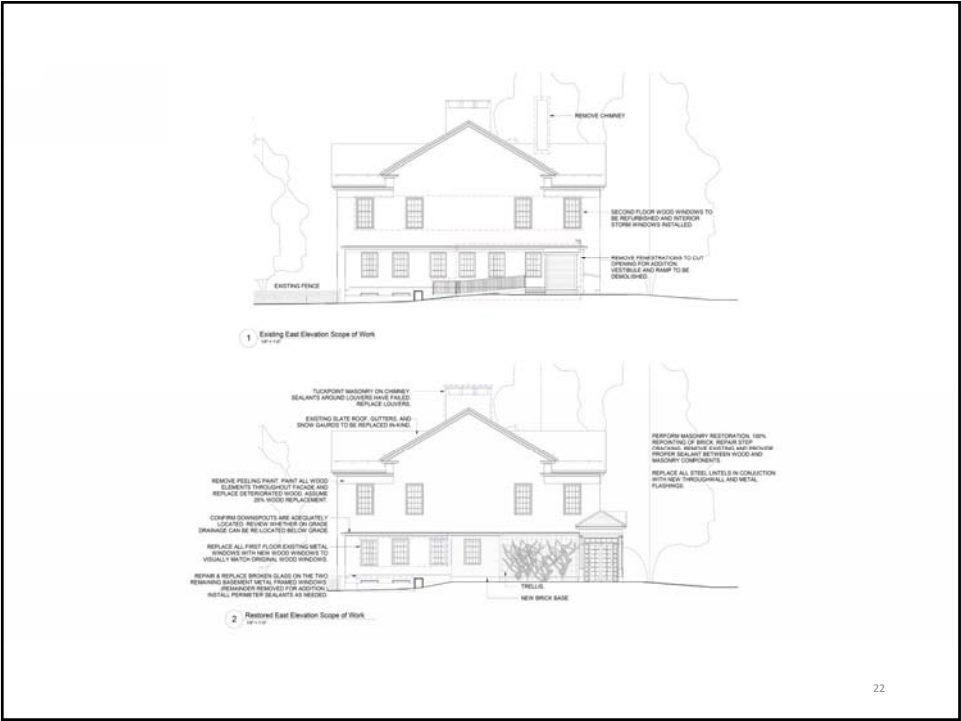 REMOVE CHIMNEY
SECOND FLOOR WOOD WINDOWS TO
BE REFURBISHED AND INTERIOR
STORM WINDOWS INSTALLED
REMOVE FENESTRATIONS TO CUT
OPENING FOR ADDITION.
VESTIBULE AND RAMP TO BE
DEMOLISHED.
EXISTING FENCE
1 Existing East Elevation Scope of Work
TUCKPOINT MASONRY ON CHIMNEY.
SEALANTS AROUND LOUVERS HAVE FAILED.
REPLACE LOUVERS.
EXISTING SLATE ROOF, GUTTERS, AND
SNOW GAURDS TO BE REPLACED IN-KIND.
PERFORM MASONRY RESTORATION. 100%
REPOINTING OF BRICK. REPAIR STEP
CRACKING. REMOVE EXISTING AND PROVIDE
PROPER SEALANT BETWEEN WOOD AND
MASONRY COMPONENTS.
REPLACE ALL STEEL LINTELS IN CONJUCTION
WITH NEW THROUGHWALL AND METAL
FLASHINGS.
REMOVE PEELING PAINT. PAINT ALL WOOD
ELEMENTS THROUGHOUT FACADE AND
REPLACE DETERIORATED WOOD. ASSUME
20% WOOD REPLACEMENT.
CONFIRM DOWNSPOUTS ARE ADEQUATELY
LOCATED. REVIEW WHETHER ON GRADE
DRAINAGE CAN BE RE-LOCATED BELOW GRADE
REPLACE ALL FIRST FLOOR EXISTING METAL
WINDOWS WITH NEW WOOD WINDOWS TO
VISUALLY MATCH ORIGINAL WOOD WINDOWS.
REPAIR & REPLACE BROKEN GLASS ON THE TWO
REMAINING BASEMENT METAL FRAMED WINDOWS.
(REMAINDER REMOVED FOR ADDITION.)
INSTALL PERIMETER SEALANTS AS NEEDED.
TRELLIS
NEW BRICK BASE
2 Restored East Elevation Scope of Work
22